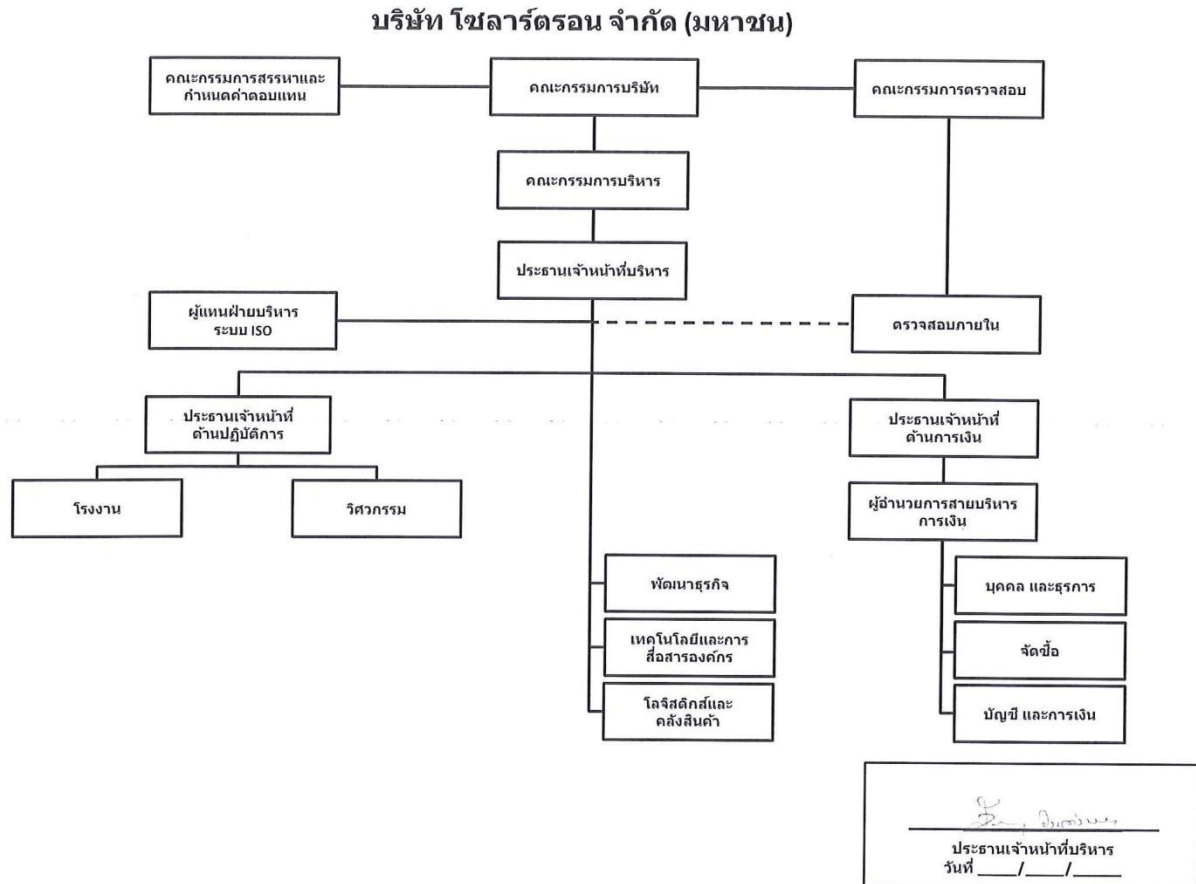 บริษัท โซลาร์ตรอน จำกัด (มหาชน)
คณะกรรมการสรรหาและ
กำหนดค่าตอบแทน
คณะกรรมการบริษัท
คณะกรรมการตรวจสอบ
คณะกรรมการบริหาร
ประธานเจ้าหน้าที่บริหาร
ผู้แทนฝ่ายบริหาร
ระบบ ISO
ตรวจสอบภายใน
ประธานเจ้าหน้าที่
ด้านปฏิบัติการ
ประธานเจ้าหน้าที่
ด้านการเงิน
โรงงาน
วิศวกรรม
ผู้อำนวยการสายบริหาร
การเงิน
พัฒนาธุรกิจ
เทคโนโลยีและการ
สื่อสารองค์กร
โลจิสติกส์และ
คลังสินค้า
บุคคล และธุรการ
จัดซื้อ
บัญชี และการเงิน
ประธานเจ้าหน้าที่บริหาร
วันที่ ____/____/____